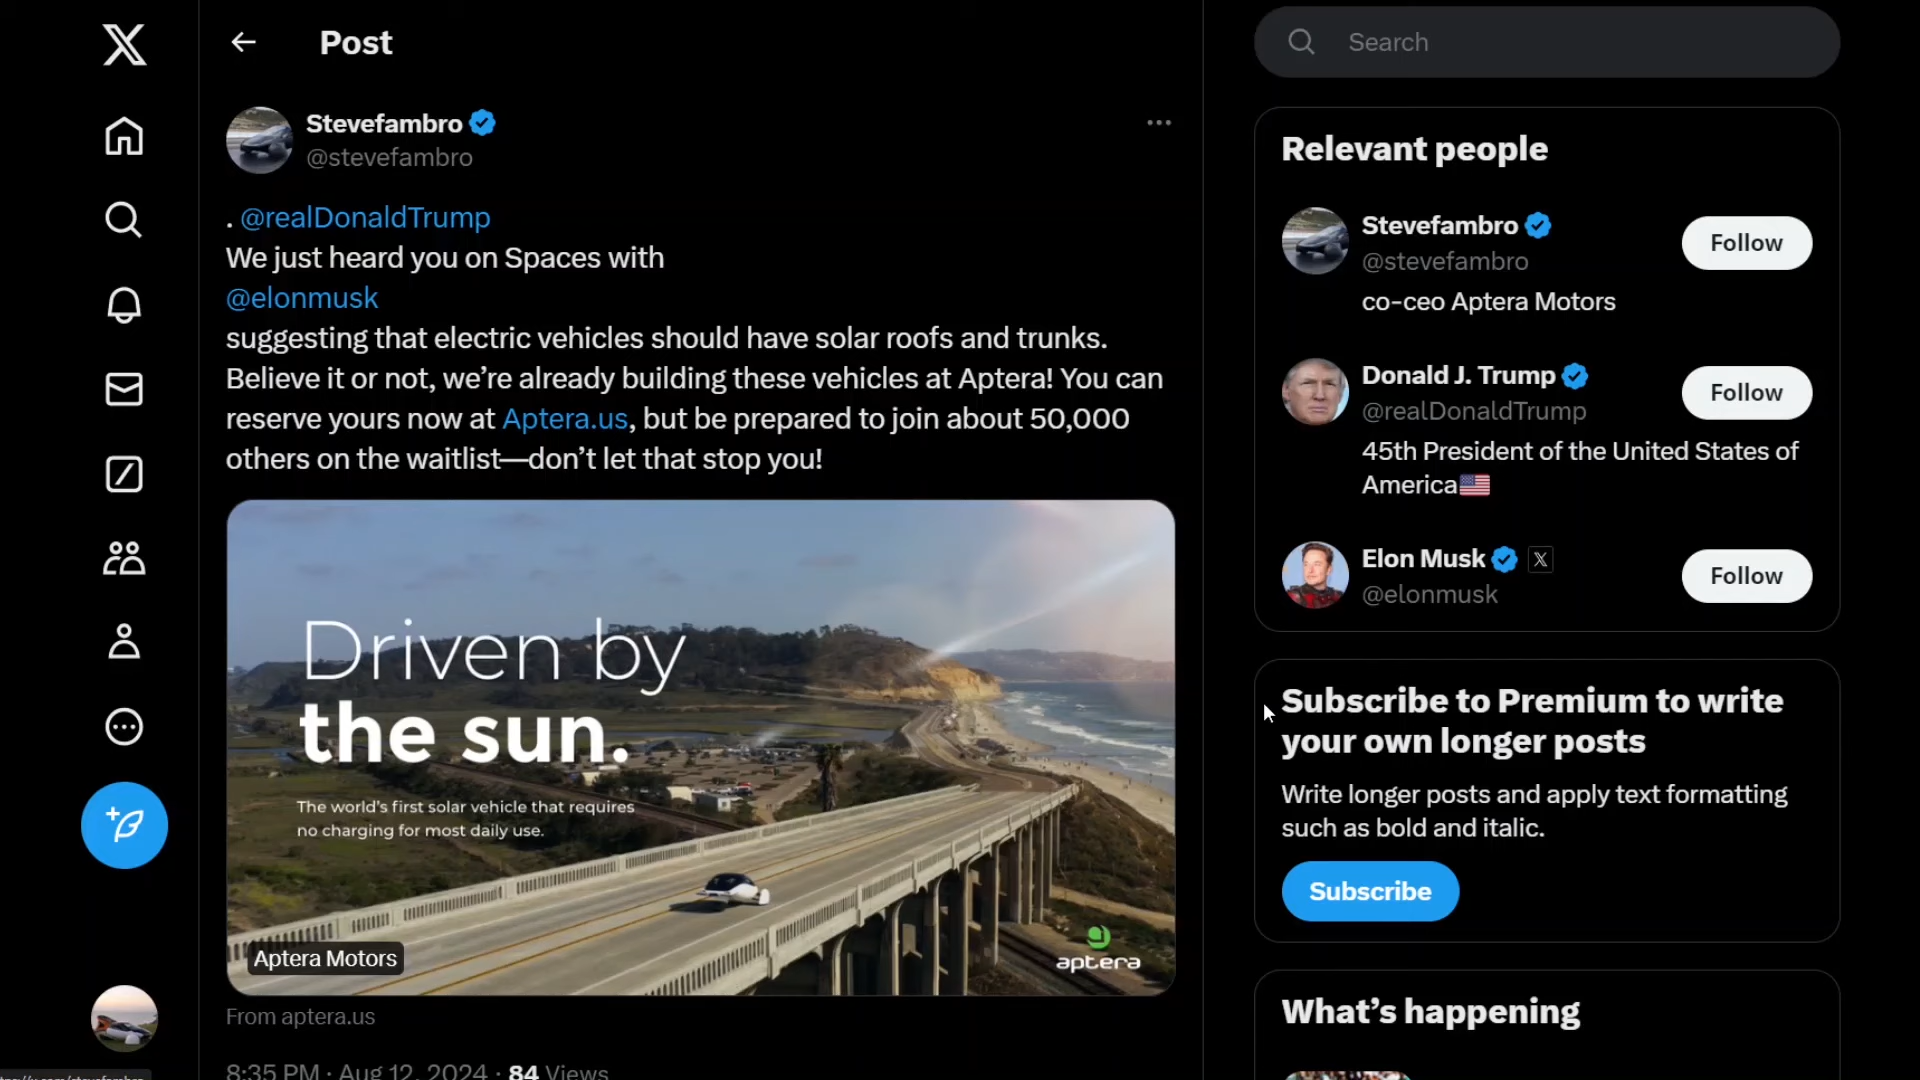 Post
Search
Stevefambro
@stevefambro
. @realDonaldTrump
We just heard you on Spaces with
@elonmusk
suggesting that electric vehicles should have solar roofs and trunks.
Believe it or not, we’re already building these vehicles at Aptera! You can
reserve yours now at Aptera.us, but be prepared to join about 50,000
others on the waitlist—don’t let that stop you!
Driven by
the sun.
The world's first solar vehicle that requires
no charging for most daily use.
Aptera Motors
aptera
From aptera.us
8:35 PM · Aug 12, 2024 · 84 Views
Relevant people
Stevefambro
@stevefambro
Follow
co-ceo Aptera Motors
Donald J. Trump
@realDonaldTrump
Follow
45th President of the United States of
America
Elon Musk
@elonmusk
Follow
Subscribe to Premium to write
your own longer posts
Write longer posts and apply text formatting
such as bold and italic.
Subscribe
What’s happening